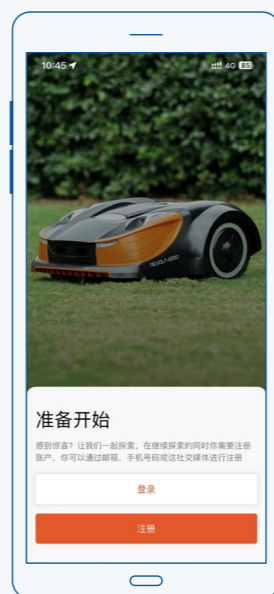 10:45 4G 85
准备开始
感到惊喜？让我们一起探索，在继续探索的同时你需要注册
账户，你可以通过邮箱，手机号码或这社交媒体进行注册
登录
注册